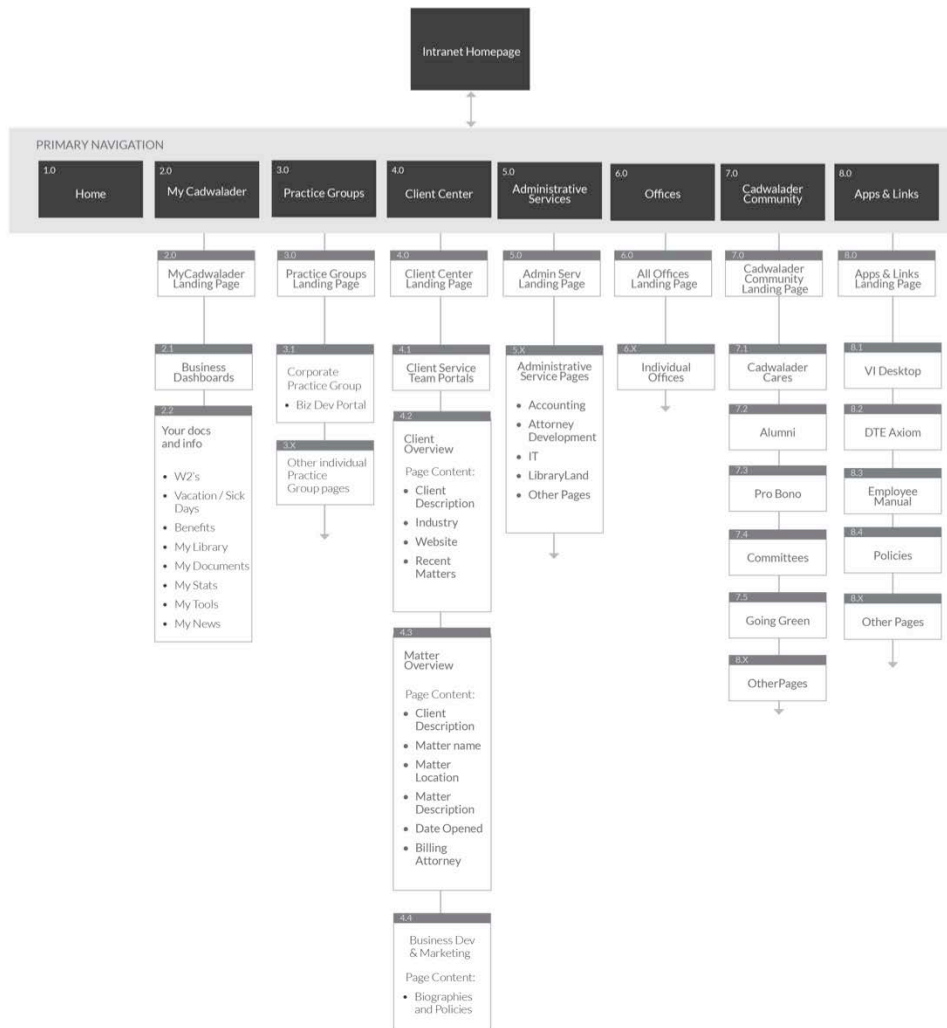 Intranet Homepage
PRIMARY NAVIGATION
1.0
Home
2.0
My Cadwalader
3.0
Practice Groups
4.0
Client Center
5.0
Administrative
Services
6.0
Offices
7.0
Cadwalader
Community
8.0
Apps & Links
2.0
MyCadwalader
Landing Page
2.1
Business
Dashboards
2.2
Your docs
and info
• W2's
• Vacation / Sick
Days
• Benefits
• My Library
• My Documents
• My Stats
• My Tools
• My News
3.0
Practice Groups
Landing Page
3.1
Corporate
Practice Group
• Biz Dev Portal
3.X
Other individual
Practice
Group pages
4.0
Client Center
Landing Page
4.1
Client Service
Team Portals
4.2
Client
Overview
Page Content:
• Client
Description
• Industry
• Website
• Recent
Matters
4.3
Matter
Overview
Page Content:
• Client
Description
• Matter name
• Matter
Location
• Matter
Description
• Date Opened
• Billing
Attorney
4.4
Business Dev
& Marketing
Page Content:
• Biographies
and Policies
5.0
Admin Serv
Landing Page
5.X
Administrative
Service Pages
• Accounting
• Attorney
Development
• IT
• LibraryLand
• Other Pages
6.0
All Offices
Landing Page
6.X
Individual
Offices
7.0
Cadwalader
Community
Landing Page
7.1
Cadwalader
Cares
7.2
Alumni
7.3
Pro Bono
7.4
Committees
7.5
Going Green
8.X
OtherPages
8.0
Apps & Links
Landing Page
8.1
VI Desktop
8.2
DTE Axiom
8.3
Employee
Manual
8.4
Policies
8.X
Other Pages